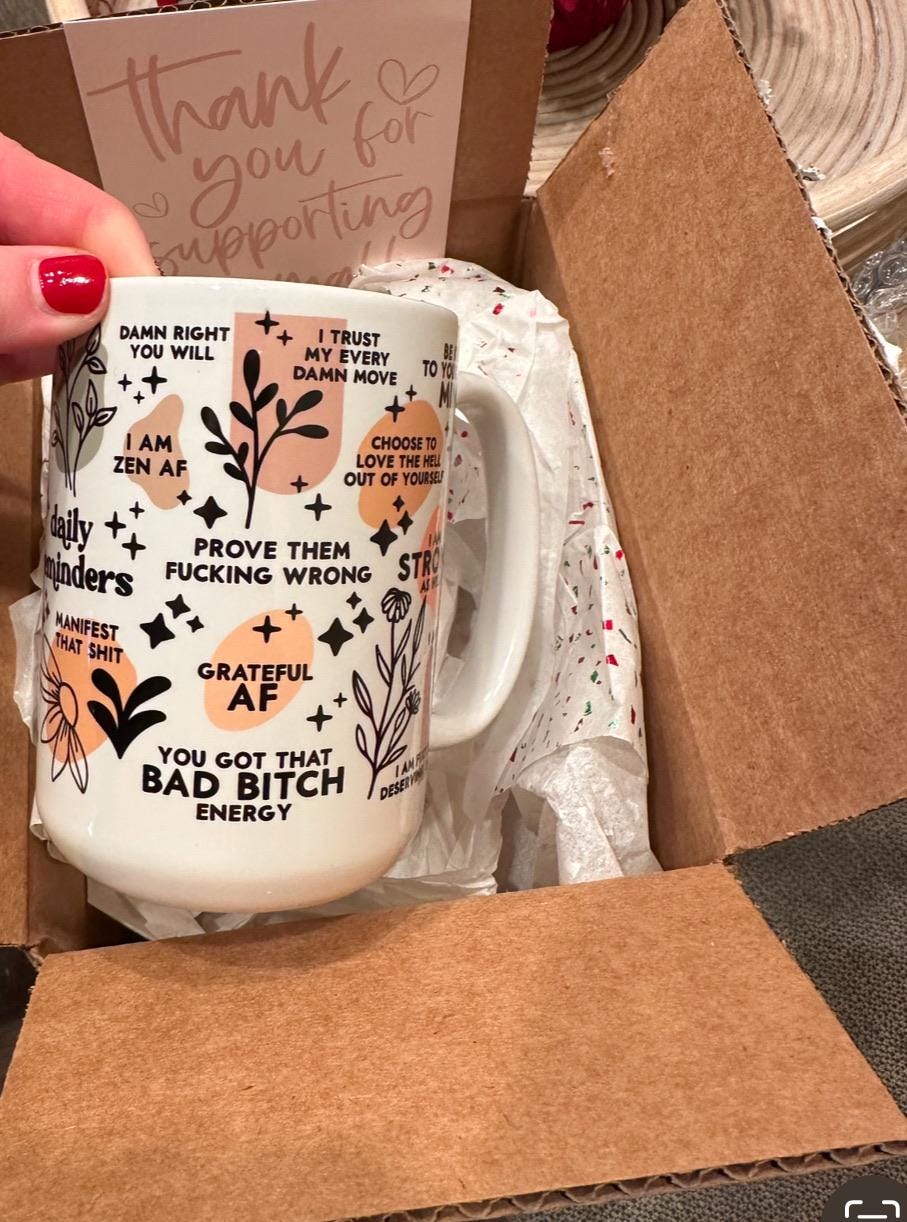 thank
you for
supporting
DAMN RIGHT
YOU WILL
I TRUST
MY EVERY
DAMN MOVE
I AM
ZEN AF
CHOOSE TO
LOVE THE HELL
OUT OF YOURSELF
daily
PROVE THEM
FUCKING WRONG
MANIFEST
THAT SHIT
GRATEFUL
AF
YOU GOT THAT
BAD BITCH
ENERGY
TO
I AM